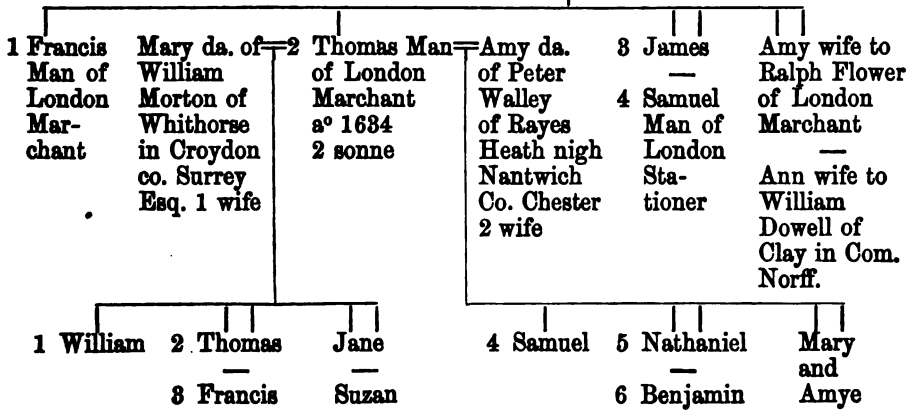 1 Francis
Man of
London
Mar-
chant
Mary da. of
William
Morton of
Whithorse
in Croydon
co. Surrey
Esq. 1 wife
2 Thomas Man
of London
Marchant
aº 1634
2 sonne
Amy da.
of Peter
Walley
of Rayes
Heath nigh
Nantwich
Co. Chester
2 wife
3 James
—
4 Samuel
Man of
London
Sta-
tioner
Amy wife to
Ralph Flower
of London
Marchant
—
Ann wife to
William
Dowell of
Clay in Com.
Norff.
1 William
2 Thomas
—
3 Francis
Jane
—
Suzan
4 Samuel
5 Nathaniel
—
6 Benjamin
Mary
and
Amye